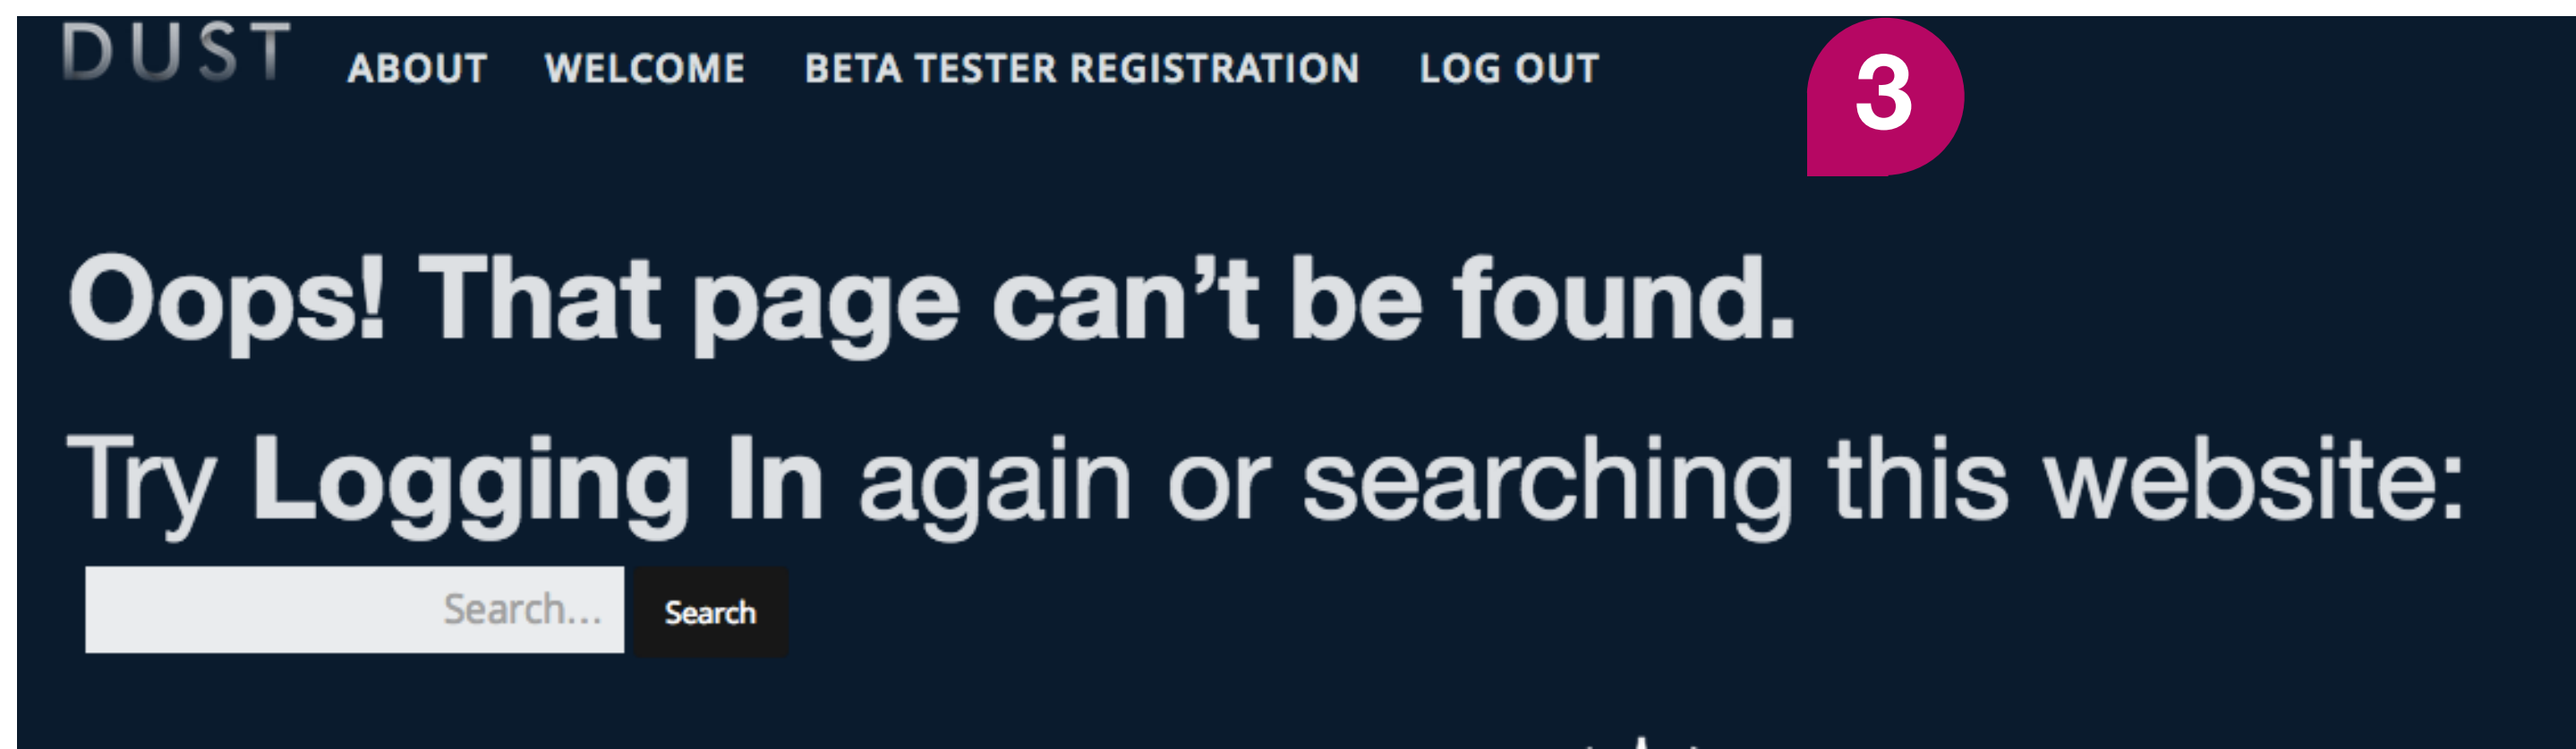 DUST ABOUT WELCOME BETA TESTER REGISTRATION LOG OUT
3
Oops! That page can’t be found.
Try Logging In again or searching this website:
Search... Search